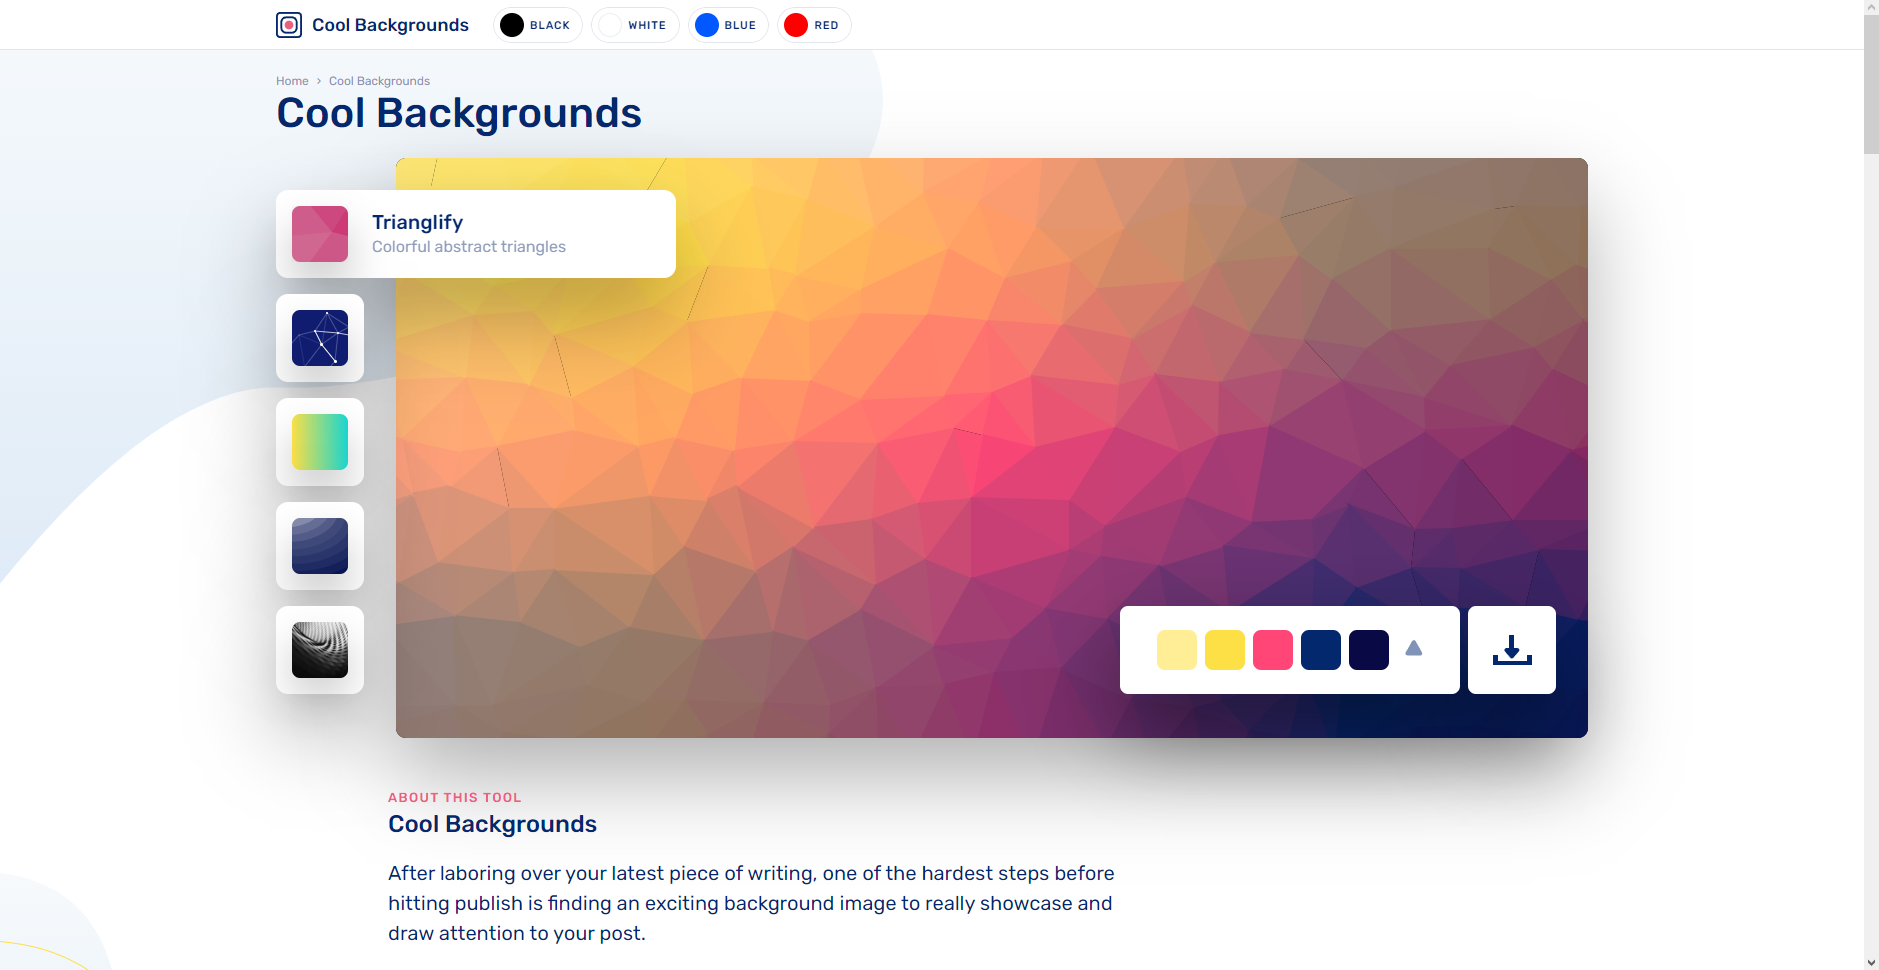 Cool Backgrounds
BLACK
WHITE
BLUE
RED
Home › Cool Backgrounds
Cool Backgrounds
Trianglify
Colorful abstract triangles
ABOUT THIS TOOL
Cool Backgrounds
After laboring over your latest piece of writing, one of the hardest steps before
hitting publish is finding an exciting background image to really showcase and
draw attention to your post.